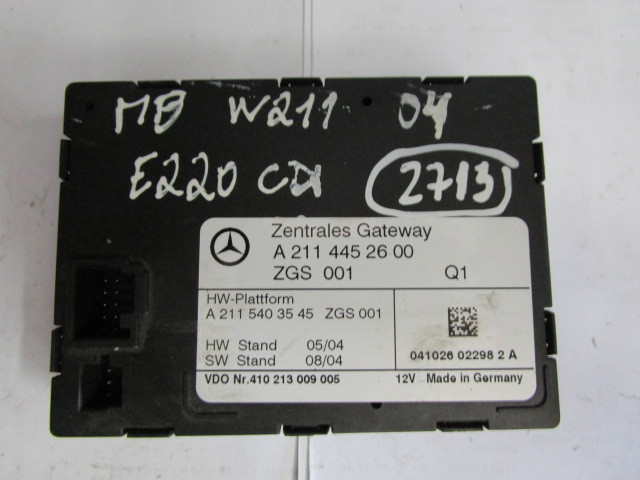 MB W211 04
E220 CDI 2713
Zentrales Gateway
A 211 445 26 00
ZGS 001 Q1
HW-Plattform
A 211 540 35 45 ZGS 001
HW Stand 05/04
SW Stand 08/04
041026 02298 2 A
VDO Nr.410 213 009 005 12V Made in Germany